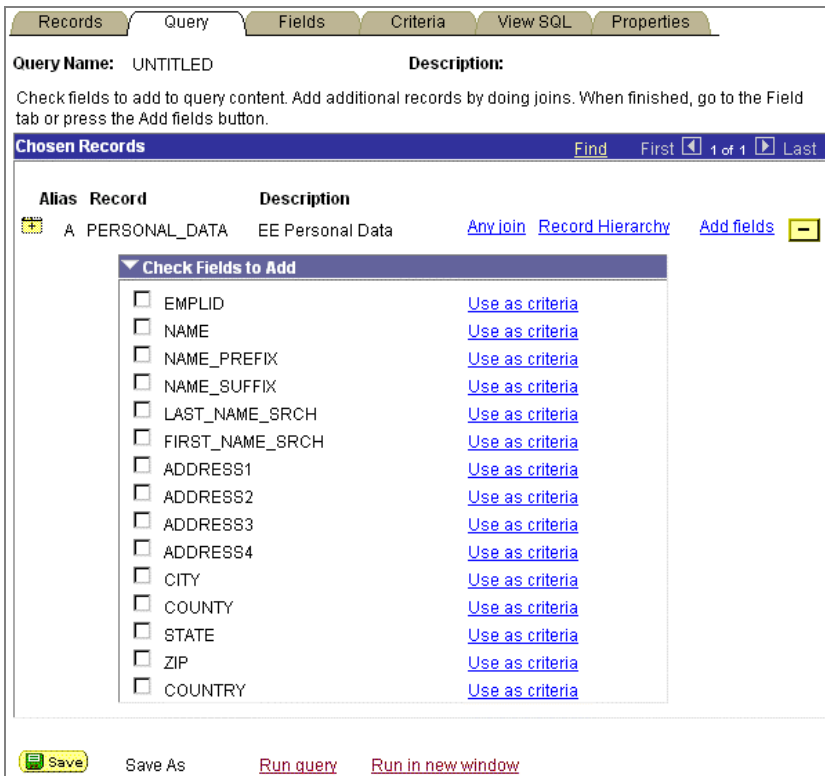 Records Query Fields Criteria View SQL Properties
Query Name: UNTITLED Description:
Check fields to add to query content. Add additional records by doing joins. When finished, go to the Field
tab or press the Add fields button.
Chosen Records Find First 1 of 1 Last
Alias Record Description
A PERSONAL_DATA EE Personal Data Any join Record Hierarchy Add fields
Check Fields to Add
EMPLID Use as criteria
NAME Use as criteria
NAME_PREFIX Use as criteria
NAME_SUFFIX Use as criteria
LAST_NAME_SRCH Use as criteria
FIRST_NAME_SRCH Use as criteria
ADDRESS1 Use as criteria
ADDRESS2 Use as criteria
ADDRESS3 Use as criteria
ADDRESS4 Use as criteria
CITY Use as criteria
COUNTY Use as criteria
STATE Use as criteria
ZIP Use as criteria
COUNTRY Use as criteria
Save Save As Run query Run in new window